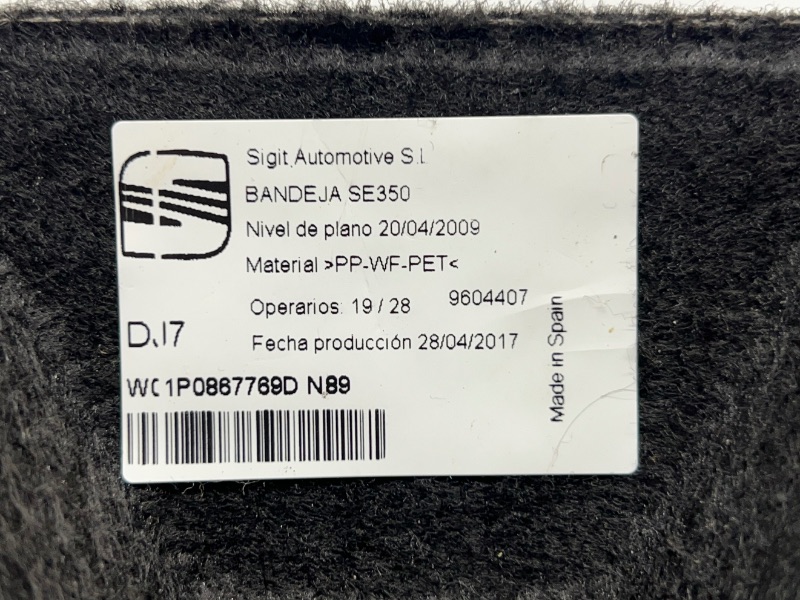 Sigit Automotive S.l.
BANDEJA SE350
Nivel de plano 20/04/2009
Material >PP-WF-PET<
Operarios: 19 / 28 9604407
Fecha producción 28/04/2017
1P0867769D N89
Made in Spain